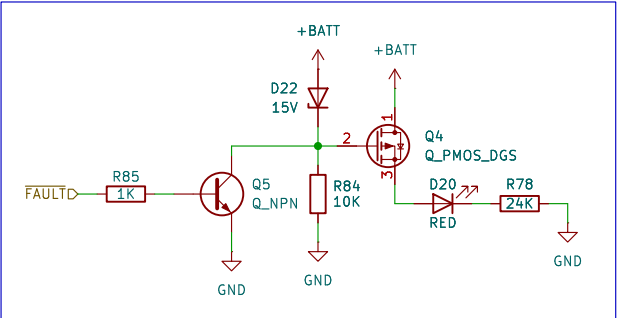 +BATT
+BATT
D22
15V
1
2
Q4
Q_PMOS_DGS
3
R85
1K
FAULT
Q5
Q_NPN
R84
10K
D20
RED
R78
24K
GND
GND
GND